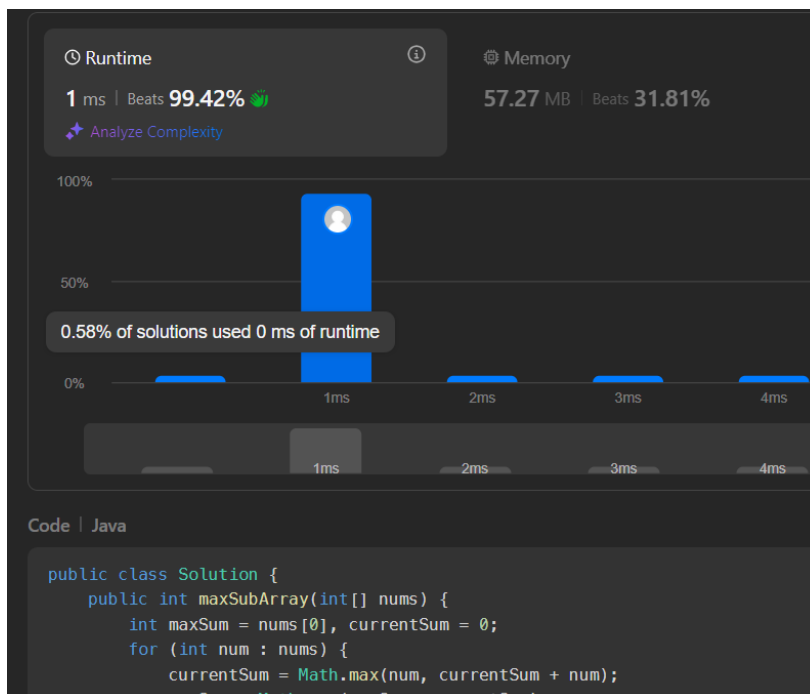 Runtime
1 ms | Beats 99.42%
Analyze Complexity
Memory
57.27 MB | Beats 31.81%
100%
50%
0.58% of solutions used 0 ms of runtime
0%
1ms 2ms 3ms 4ms
1ms 2ms 3ms 4ms
Code | Java
public class Solution {
    public int maxSubArray(int[] nums) {
        int maxSum = nums[0], currentSum = 0;
        for (int num : nums) {
            currentSum = Math.max(num, currentSum + num);